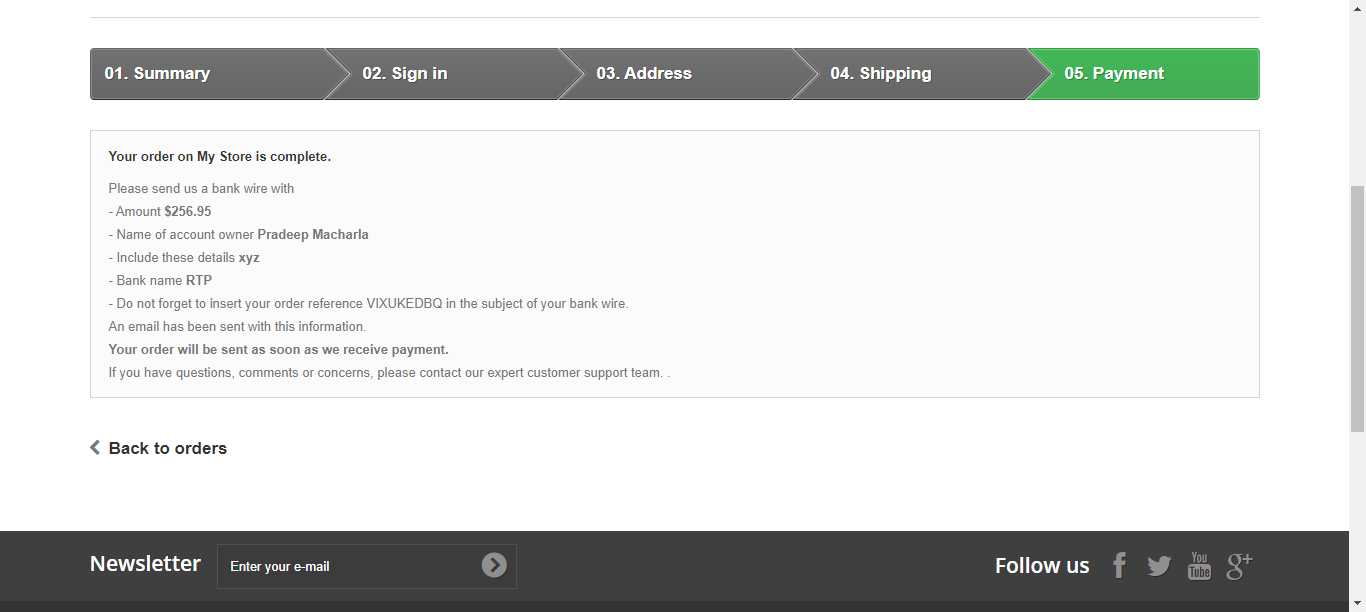 01. Summary
02. Sign in
03. Address
04. Shipping
05. Payment
Your order on My Store is complete.
Please send us a bank wire with
- Amount $256.95
- Name of account owner Pradeep Macharla
- Include these details xyz
- Bank name RTP
- Do not forget to insert your order reference VIXUKEDBQ in the subject of your bank wire.
An email has been sent with this information.
Your order will be sent as soon as we receive payment.
If you have questions, comments or concerns, please contact our expert customer support team. .
Back to orders
Newsletter
Enter your e-mail
Follow us
You
Tube
g+